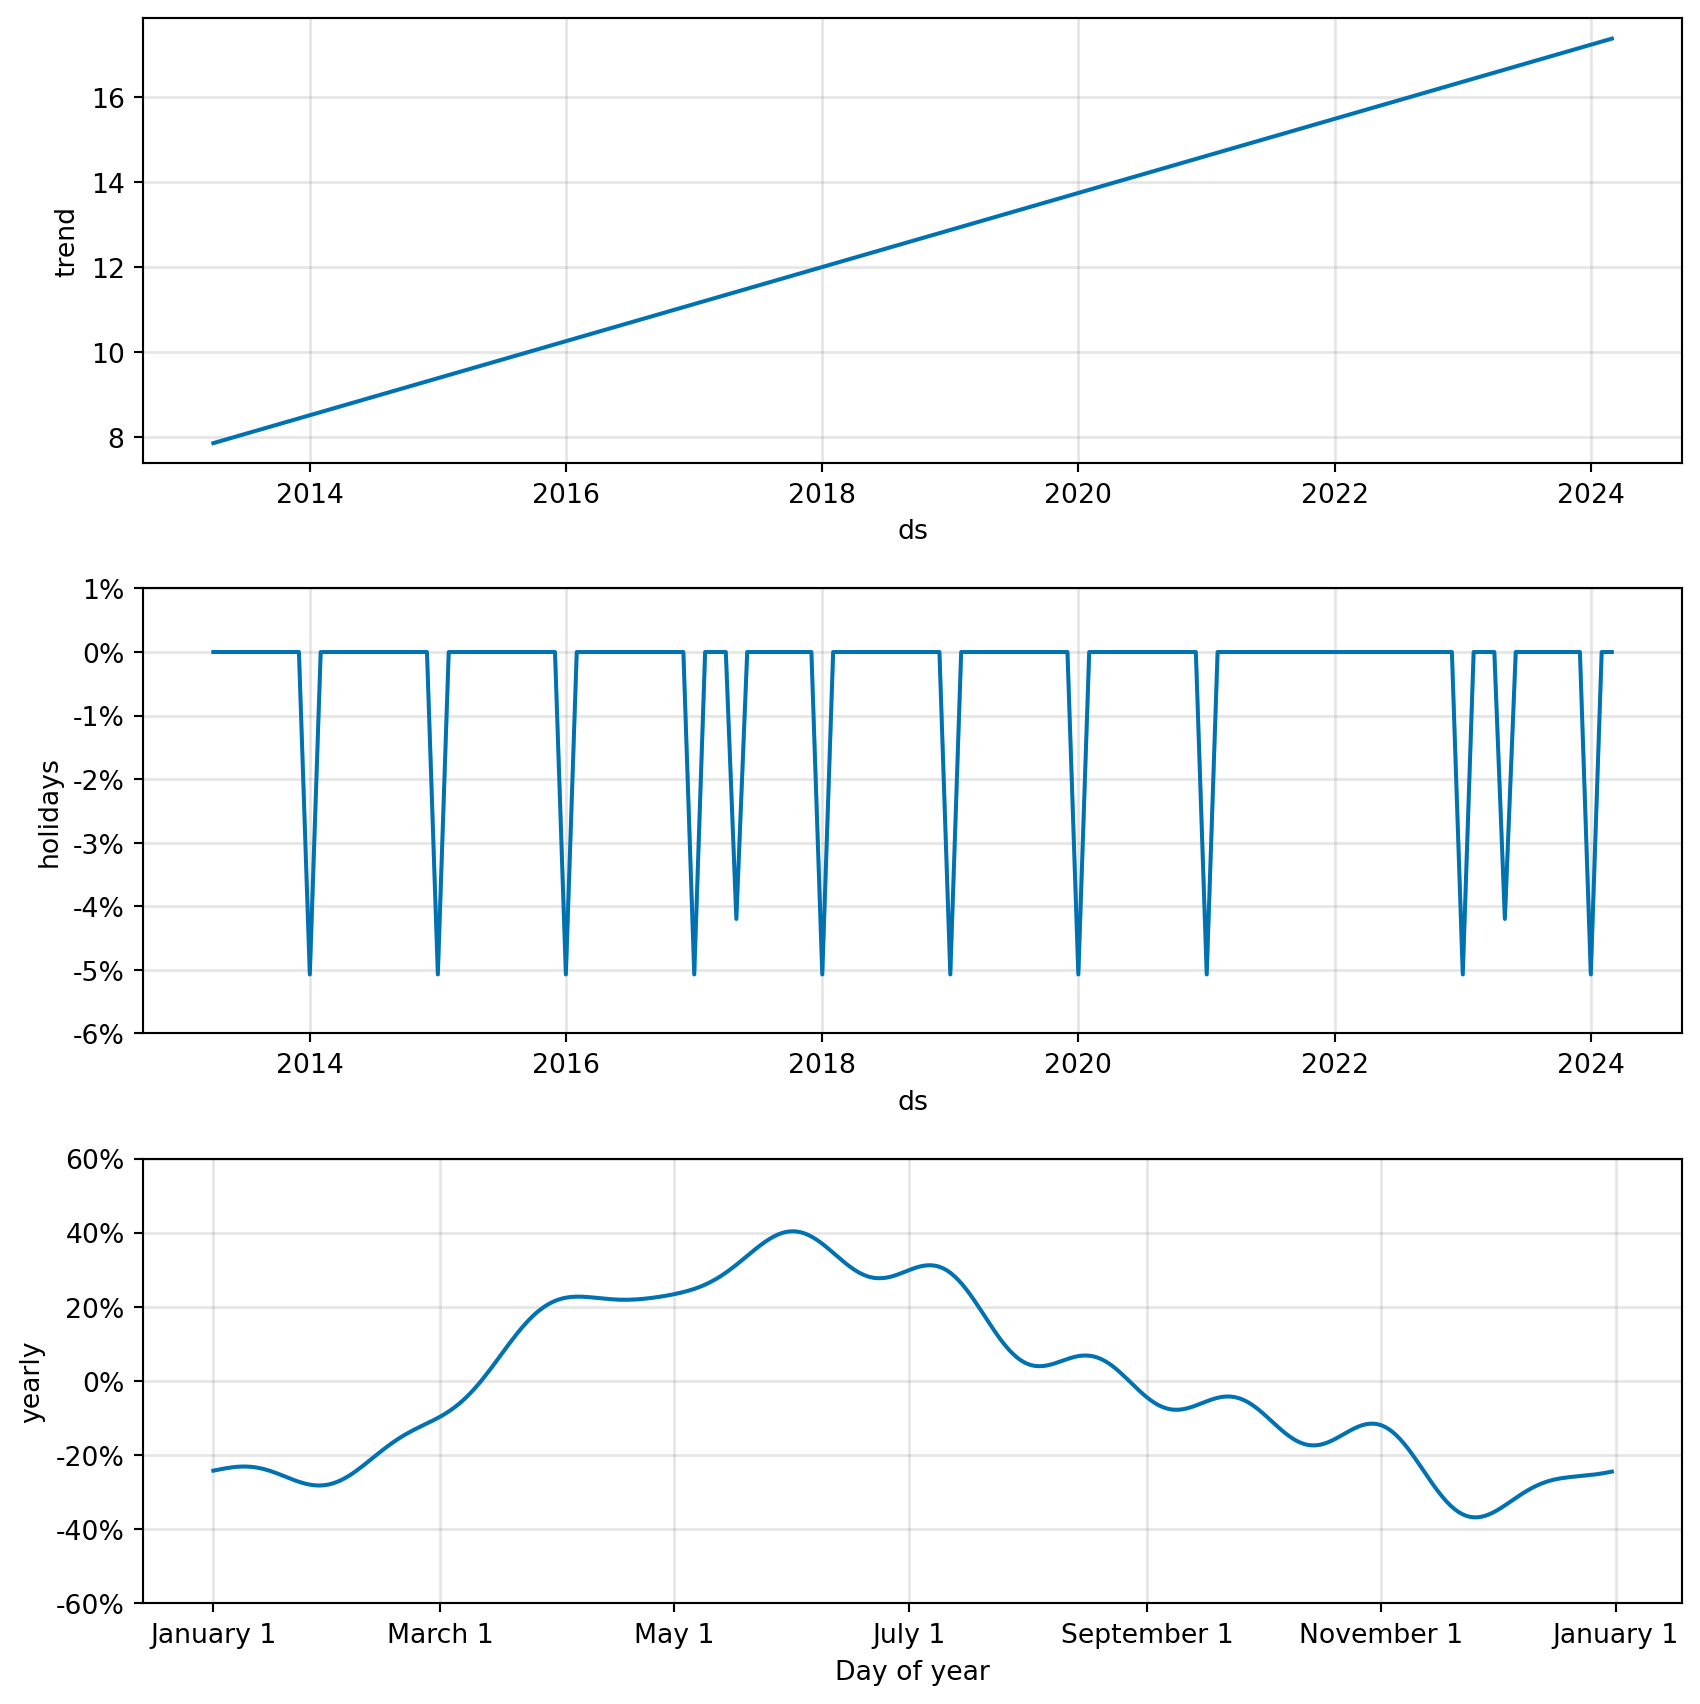 16
14
12
10
8
trend
2014 2016 2018 2020 2022 2024
ds
1%
0%
-1%
-2%
-3%
-4%
-5%
-6%
holidays
2014 2016 2018 2020 2022 2024
ds
60%
40%
20%
0%
-20%
-40%
-60%
yearly
January 1 March 1 May 1 July 1 September 1 November 1 January 1
Day of year